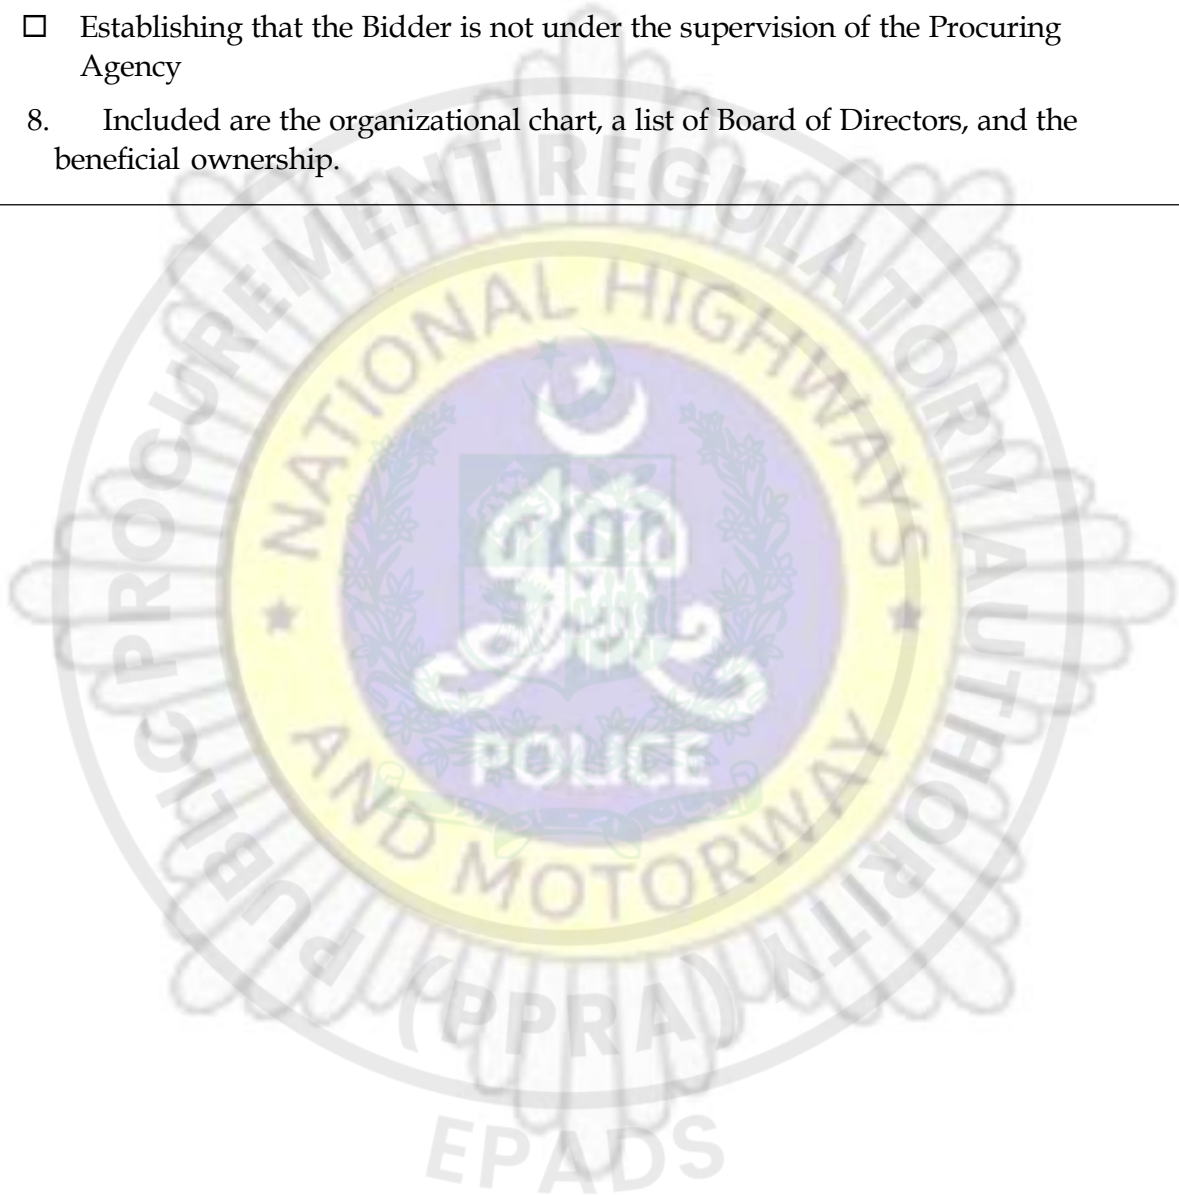 ☐ Establishing that the Bidder is not under the supervision of the Procuring
Agency
8. Included are the organizational chart, a list of Board of Directors, and the
beneficial ownership.
PUBLIC PROCUREMENT REGULATORY AUTHORITY
(PPRA)
NATIONAL HIGHWAYS
AND MOTORWAY
POLICE
EPADS